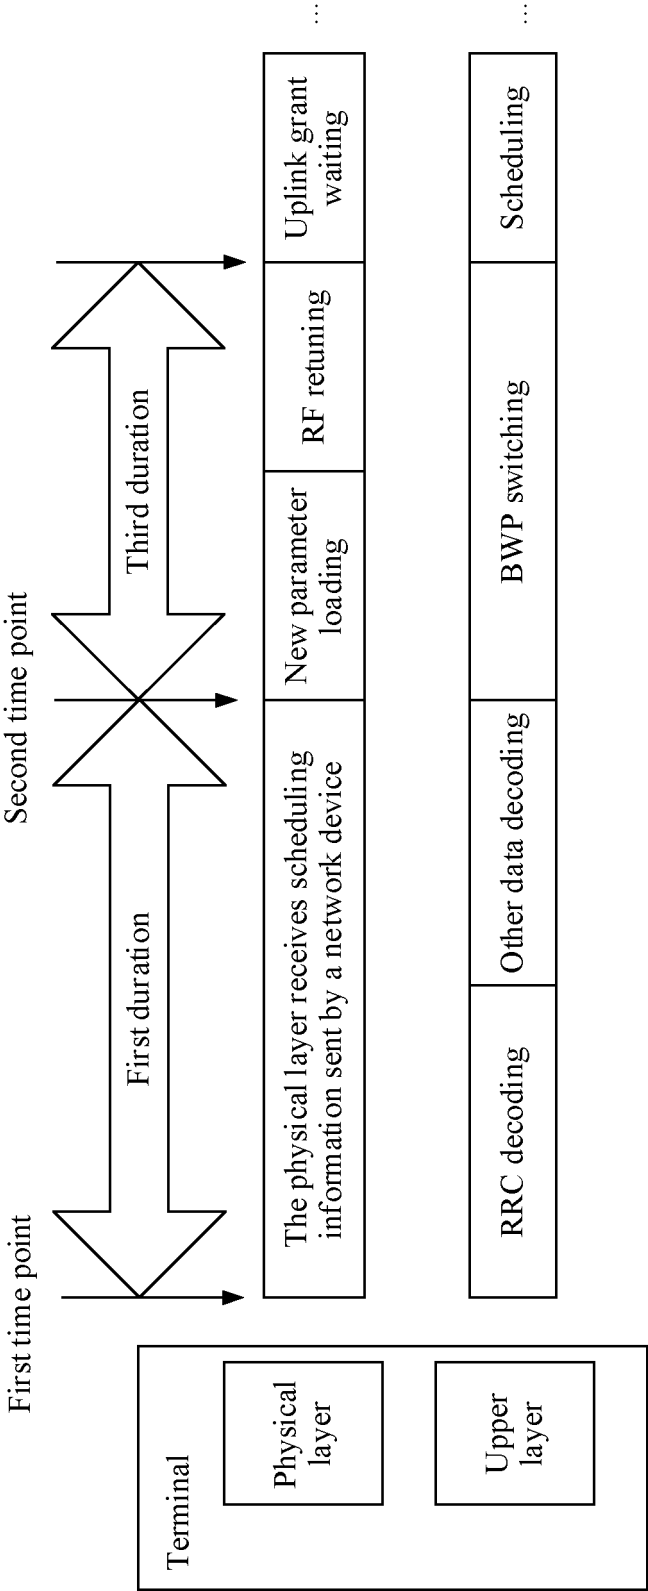 First time point
Second time point
First duration
Third duration
Terminal
Physical
layer
The physical layer receives scheduling
information sent by a network device
New parameter
loading
RF retuning
Uplink grant
waiting
...
Upper
layer
RRC decoding
Other data decoding
BWP switching
Scheduling
...